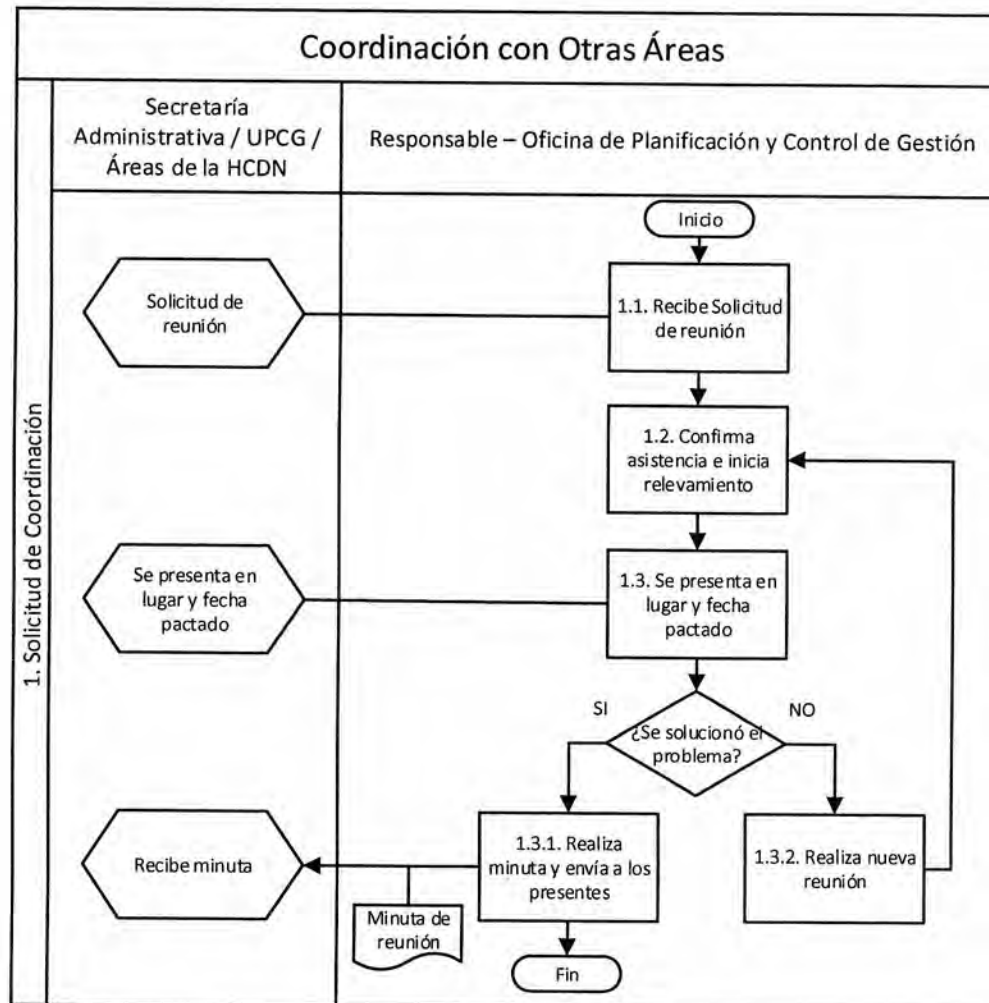 Coordinación con Otras Áreas
Secretaría
Administrativa / UPCG /
Áreas de la HCDN
Responsable – Oficina de Planificación y Control de Gestión
1. Solicitud de Coordinación
Inicio
Solicitud de
reunión
1.1. Recibe Solicitud
de reunión
1.2. Confirma
asistencia e inicia
relevamiento
Se presenta en
lugar y fecha
pactado
1.3. Se presenta en
lugar y fecha
pactado
SI
NO
¿Se solucionó el
problema?
Recibe minuta
1.3.1. Realiza
minuta y envía a los
presentes
1.3.2. Realiza nueva
reunión
Minuta de
reunión
Fin